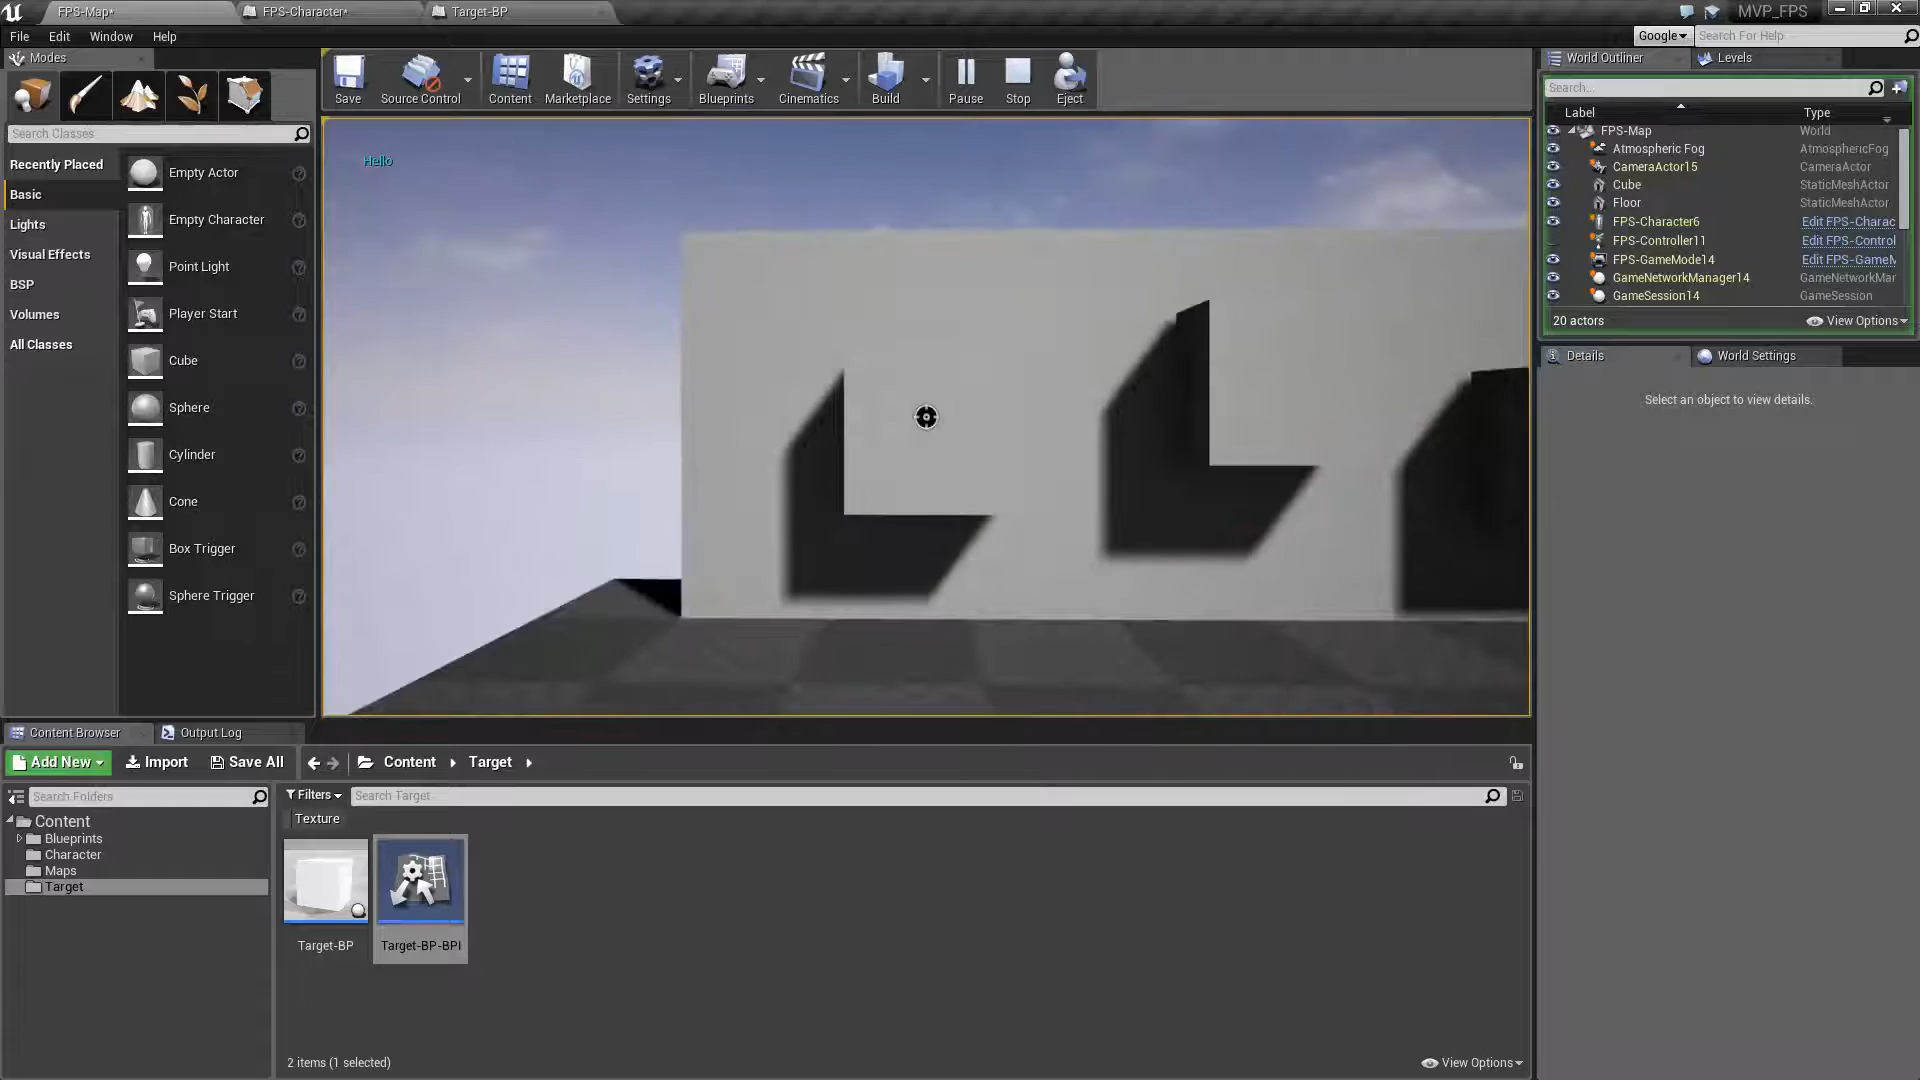 FPS-Map*
FPS-Character*
Target-BP
MVP_FPS
File
Edit
Window
Help
Google
Search For Help
Modes
Save
Source Control
Content
Marketplace
Settings
Blueprints
Cinematics
Build
Pause
Stop
Eject
Search Classes
Recently Placed
Basic
Lights
Visual Effects
BSP
Volumes
All Classes
Empty Actor
Empty Character
Point Light
Player Start
Cube
Sphere
Cylinder
Cone
Box Trigger
Sphere Trigger
Hello
World Outliner
Levels
Search...
Label
Type
FPS-Map
World
Atmospheric Fog
AtmosphericFog
CameraActor15
CameraActor
Cube
StaticMeshActor
Floor
StaticMeshActor
FPS-Character6
Edit FPS-Charac
FPS-Controller11
Edit FPS-Control
FPS-GameMode14
Edit FPS-GameM
GameNetworkManager14
GameNetworkMar
GameSession14
GameSession
20 actors
View Options
Details
World Settings
Select an object to view details.
Content Browser
Output Log
Add New
Import
Save All
Content
Target
Search Folders
Content
Blueprints
Character
Maps
Target
Filters
Search Target
Texture
Target-BP
Target-BP-BPI
2 items (1 selected)
View Options